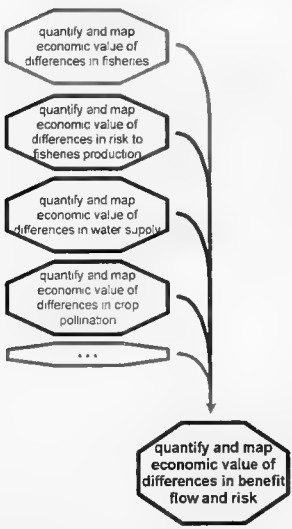 quantify and map
economic value of
differences in fisheries
quantify and map
economic value of
differences in risk to
fishenes production
quantify and map
economic value of
differences in water supply
quantify and map
economic value of
differences in crop
pollination
...
quantify and map
economic value of
differences in benefit
flow and risk